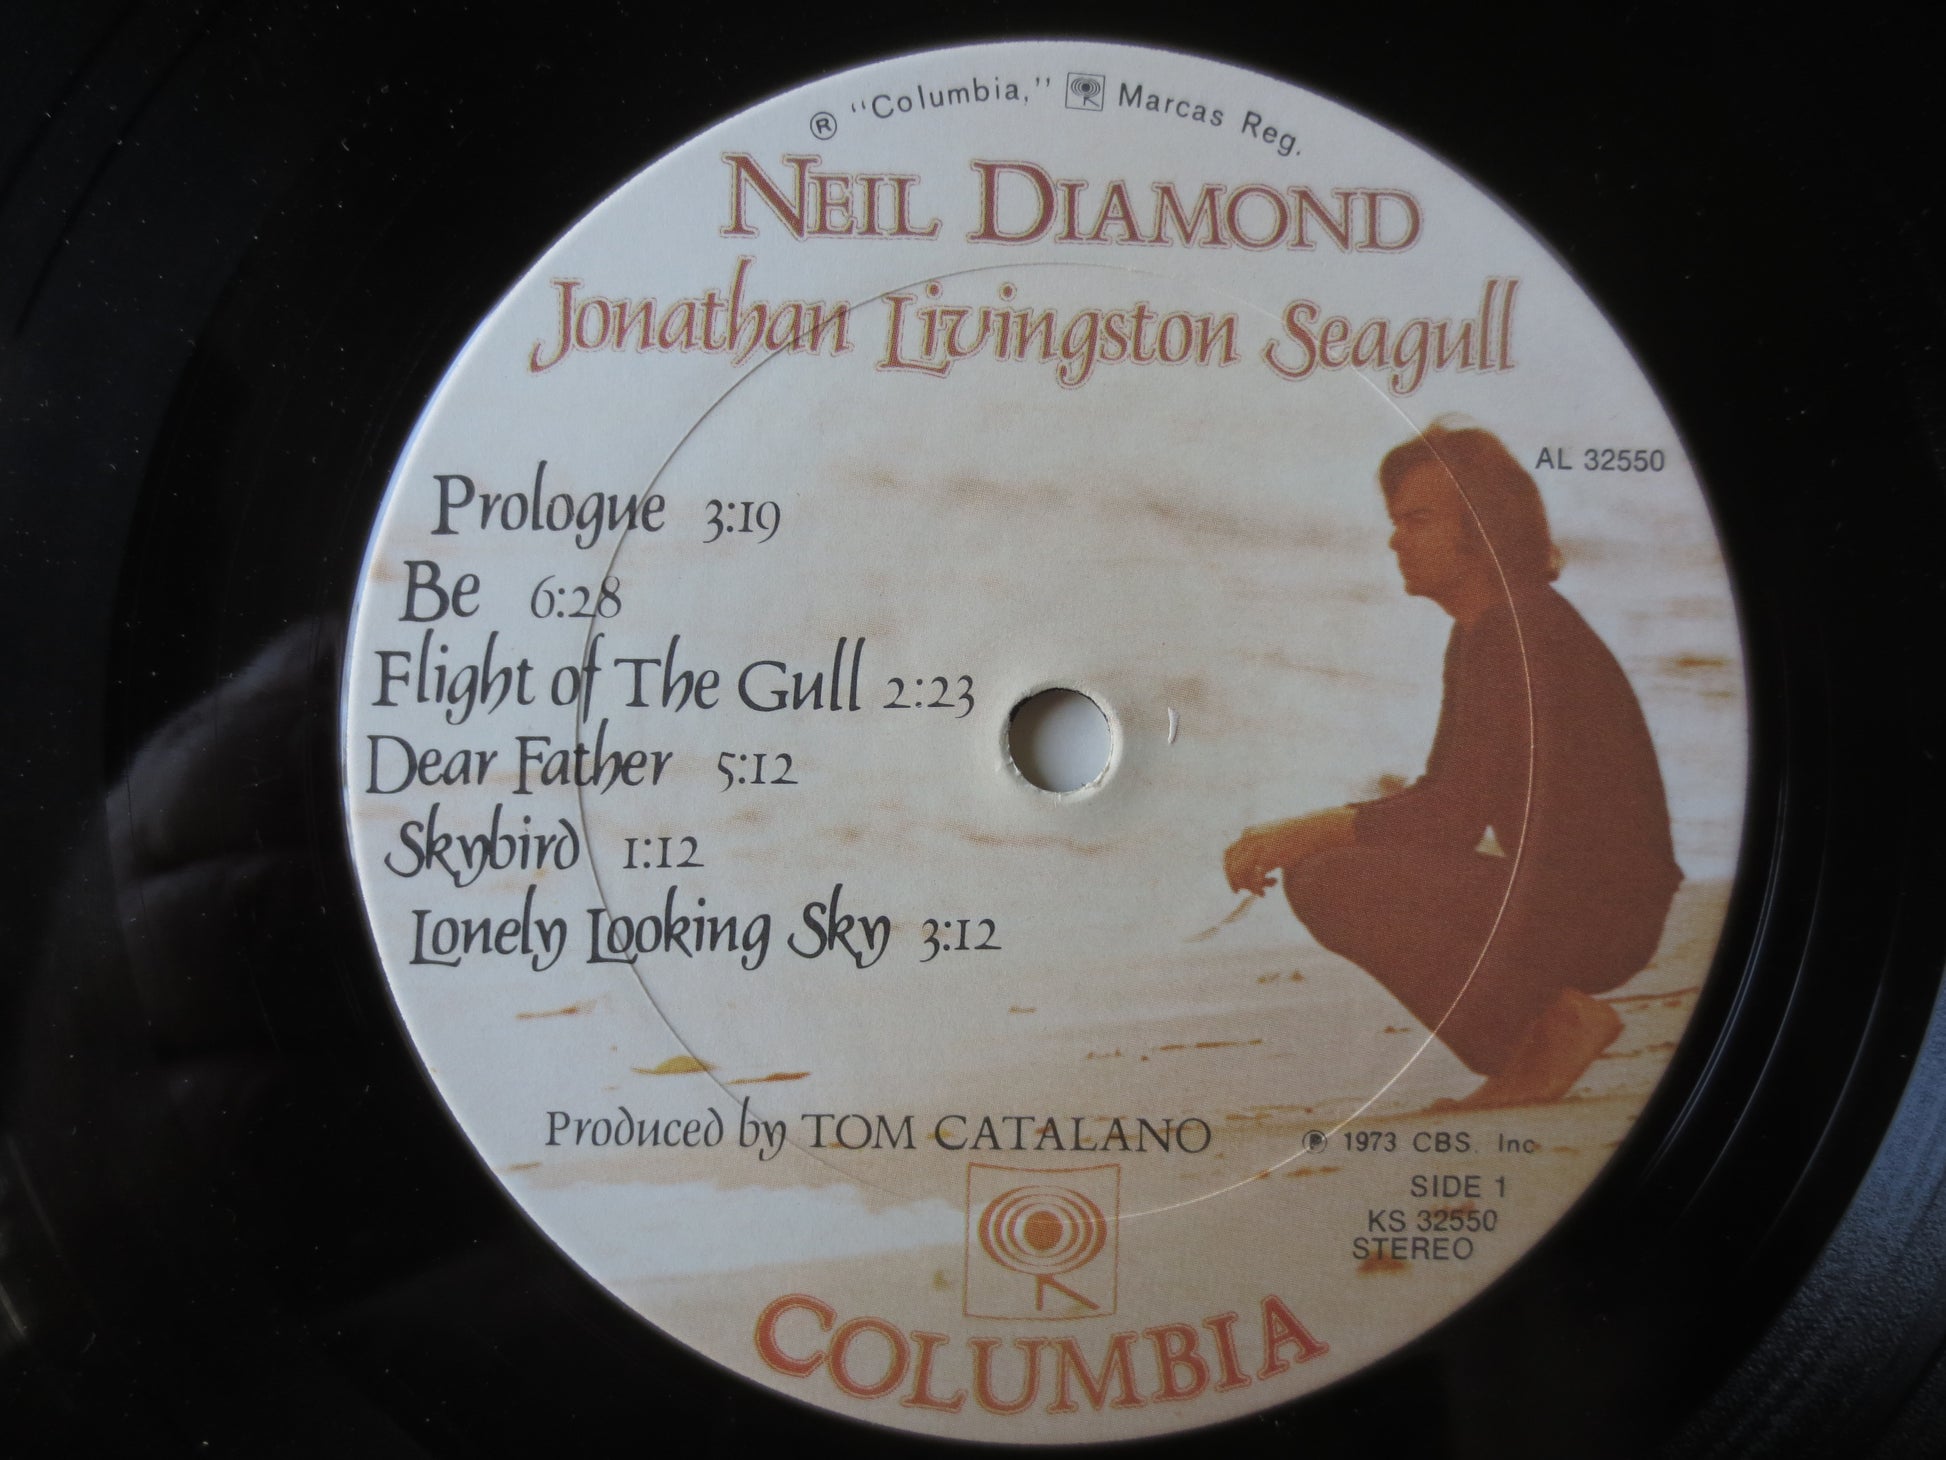 ® "Columbia," Marcas Reg.
NEIL DIAMOND
Jonathan Livingston Seagull
AL 32550
Prologue 3:19
Be 6:28
Flight of The Gull 2:23
Dear Father 5:12
Skybird 1:12
Lonely Looking Sky 3:12
Produced by TOM CATALANO
℗ 1973 CBS, Inc
SIDE 1
KS 32550
STEREO
COLUMBIA